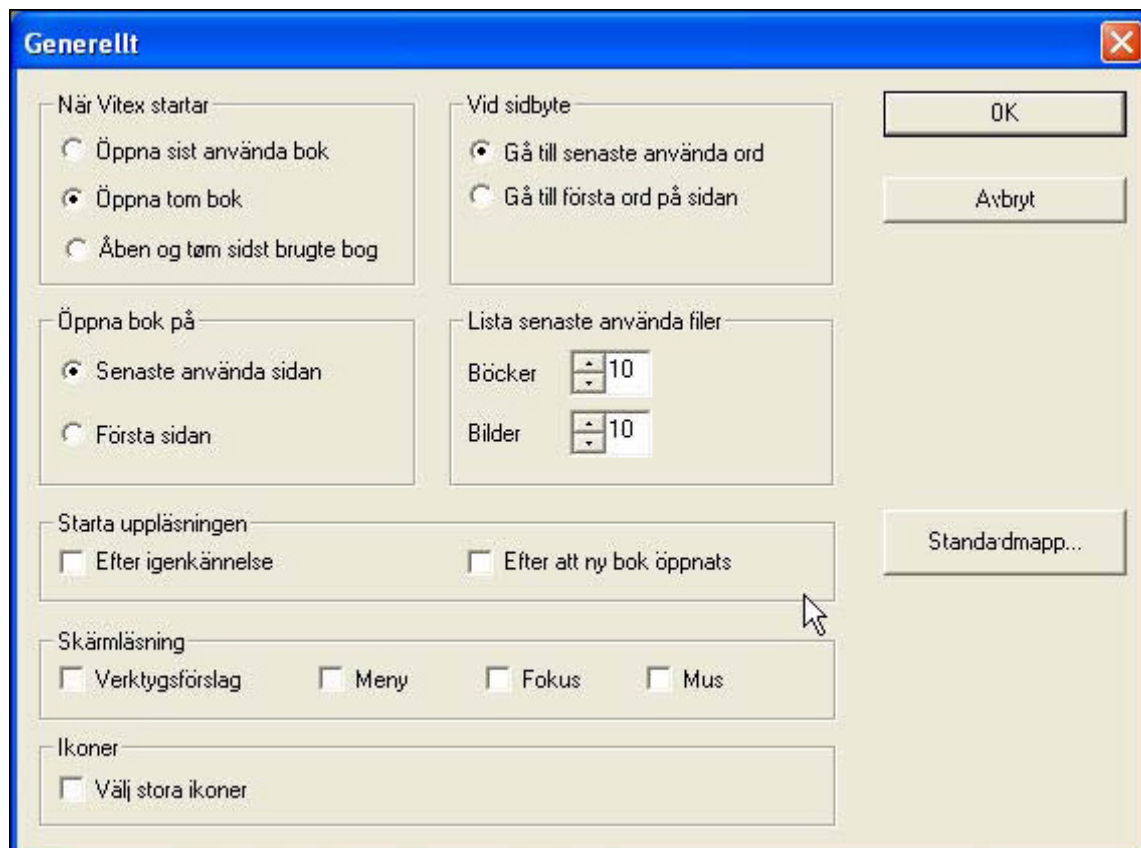 Generellt
När Vitex startar
Öppna sist använda bok
Öppna tom bok
Åben og tøm sidst brugte bog
Vid sidbyte
Gå till senaste använda ord
Gå till första ord på sidan
OK
Avbryt
Öppna bok på
Senaste använda sidan
Första sidan
Lista senaste använda filer
Böcker 10
Bilder 10
Starta uppläsningen
Efter igenkännelse Efter att ny bok öppnats
Standardmapp...
Skärmläsning
Verktygsförslag Meny Fokus Mus
Ikoner
Välj stora ikoner